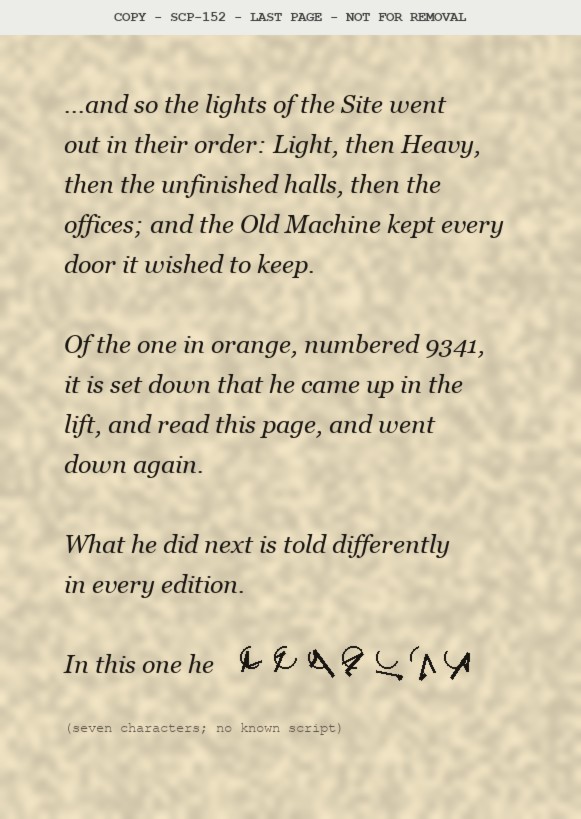 COPY - SCP-152 - LAST PAGE - NOT FOR REMOVAL
...and so the lights of the Site went
out in their order: Light, then Heavy,
then the unfinished halls, then the
offices; and the Old Machine kept every
door it wished to keep.
Of the one in orange, numbered 9341,
it is set down that he came up in the
lift, and read this page, and went
down again.
What he did next is told differently
in every edition.
In this one he
(seven characters; no known script)